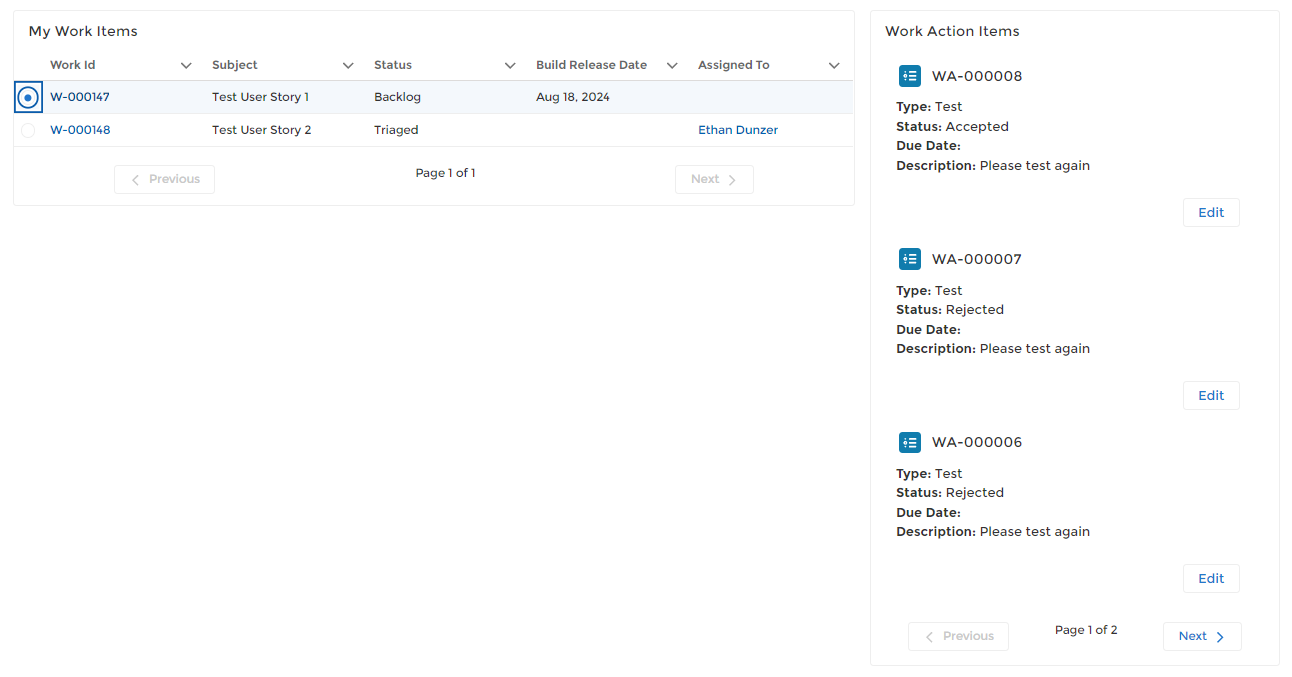 My Work Items
Work Id Subject Status Build Release Date Assigned To
W-000147 Test User Story 1 Backlog Aug 18, 2024
W-000148 Test User Story 2 Triaged Ethan Dunzer
Previous Page 1 of 1 Next
Work Action Items
WA-000008
Type: Test
Status: Accepted
Due Date:
Description: Please test again
Edit
WA-000007
Type: Test
Status: Rejected
Due Date:
Description: Please test again
Edit
WA-000006
Type: Test
Status: Rejected
Due Date:
Description: Please test again
Edit
Previous Page 1 of 2 Next